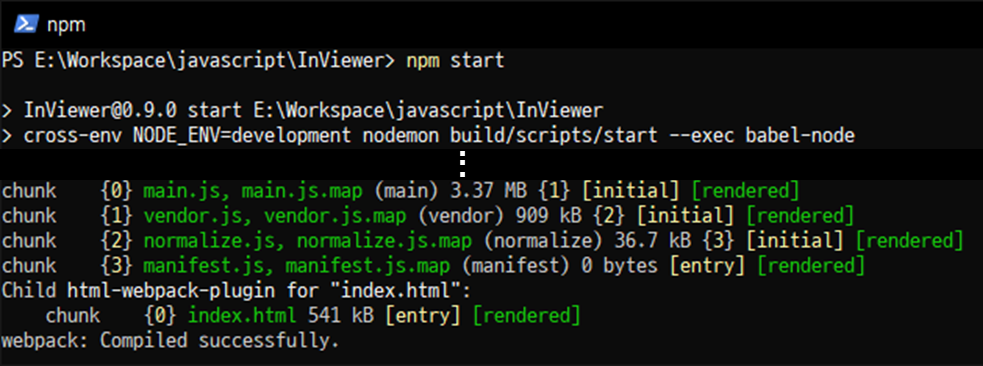 npm
PS E:\Workspace\javascript\InViewer> npm start
> InViewer@0.9.0 start E:\Workspace\javascript\InViewer
> cross-env NODE_ENV=development nodemon build/scripts/start --exec babel-node
⋮
chunk    {0} main.js, main.js.map (main) 3.37 MB {1} [initial] [rendered]
chunk    {1} vendor.js, vendor.js.map (vendor) 909 kB {2} [initial] [rendered]
chunk    {2} normalize.js, normalize.js.map (normalize) 36.7 kB {3} [initial] [rendered]
chunk    {3} manifest.js, manifest.js.map (manifest) 0 bytes [entry] [rendered]
Child html-webpack-plugin for "index.html":
    chunk    {0} index.html 541 kB [entry] [rendered]
webpack: Compiled successfully.